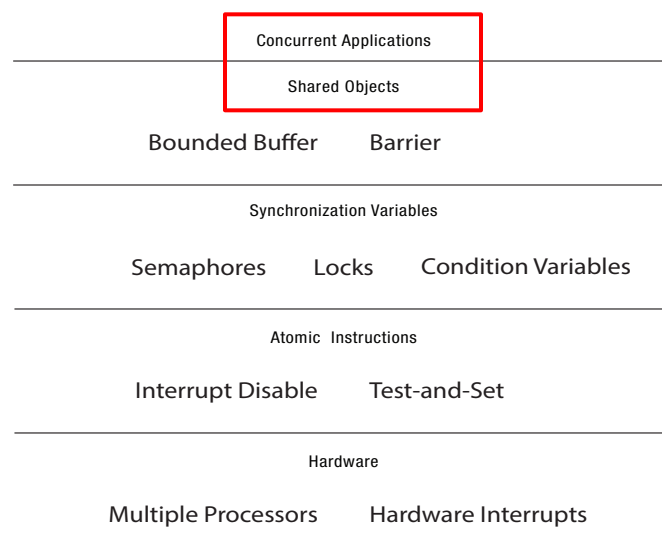 Concurrent Applications
Shared Objects
Bounded Buffer Barrier
Synchronization Variables
Semaphores Locks Condition Variables
Atomic Instructions
Interrupt Disable Test-and-Set
Hardware
Multiple Processors Hardware Interrupts